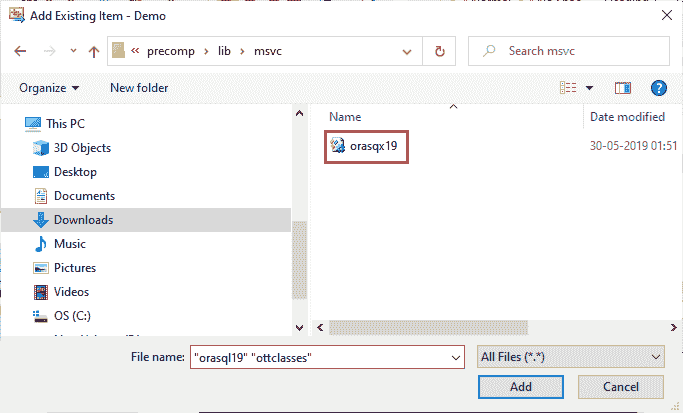 Add Existing Item - Demo
« precomp › lib › msvc
Search msvc
Organize
New folder
This PC
3D Objects
Desktop
Documents
Downloads
Music
Pictures
Videos
OS (C:)
Name
Date modified
orasqx19
30-05-2019 01:51
File name:
"orasql19" "ottclasses"
All Files (*.*)
Add
Cancel